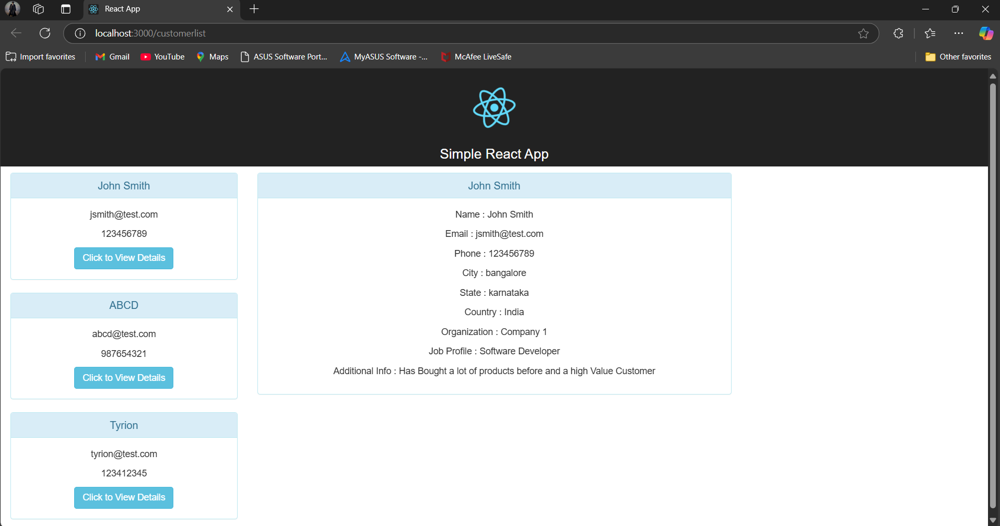 React App
localhost:3000/customerlist
Import favorites
Gmail
YouTube
Maps
ASUS Software Port...
MyASUS Software -...
McAfee LiveSafe
Other favorites
Simple React App
John Smith
jsmith@test.com
123456789
Click to View Details
ABCD
abcd@test.com
987654321
Click to View Details
Tyrion
tyrion@test.com
123412345
Click to View Details
John Smith
Name : John Smith
Email : jsmith@test.com
Phone : 123456789
City : bangalore
State : karnataka
Country : India
Organization : Company 1
Job Profile : Software Developer
Additional Info : Has Bought a lot of products before and a high Value Customer